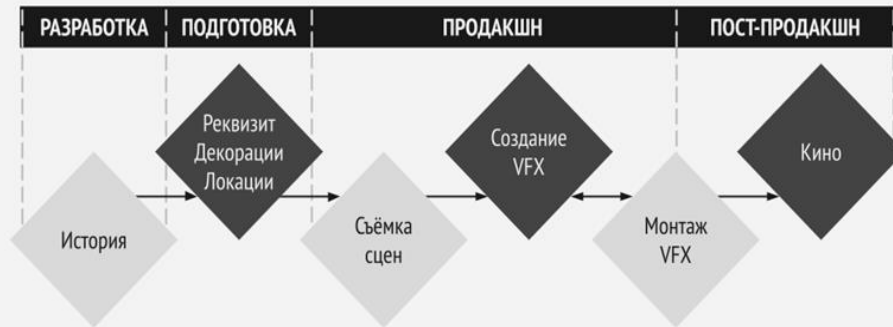 РАЗРАБОТКА
ПОДГОТОВКА
ПРОДАКШН
ПОСТ-ПРОДАКШН
История
Реквизит
Декорации
Локации
Съёмка
сцен
Создание
VFX
Монтаж
VFX
Кино